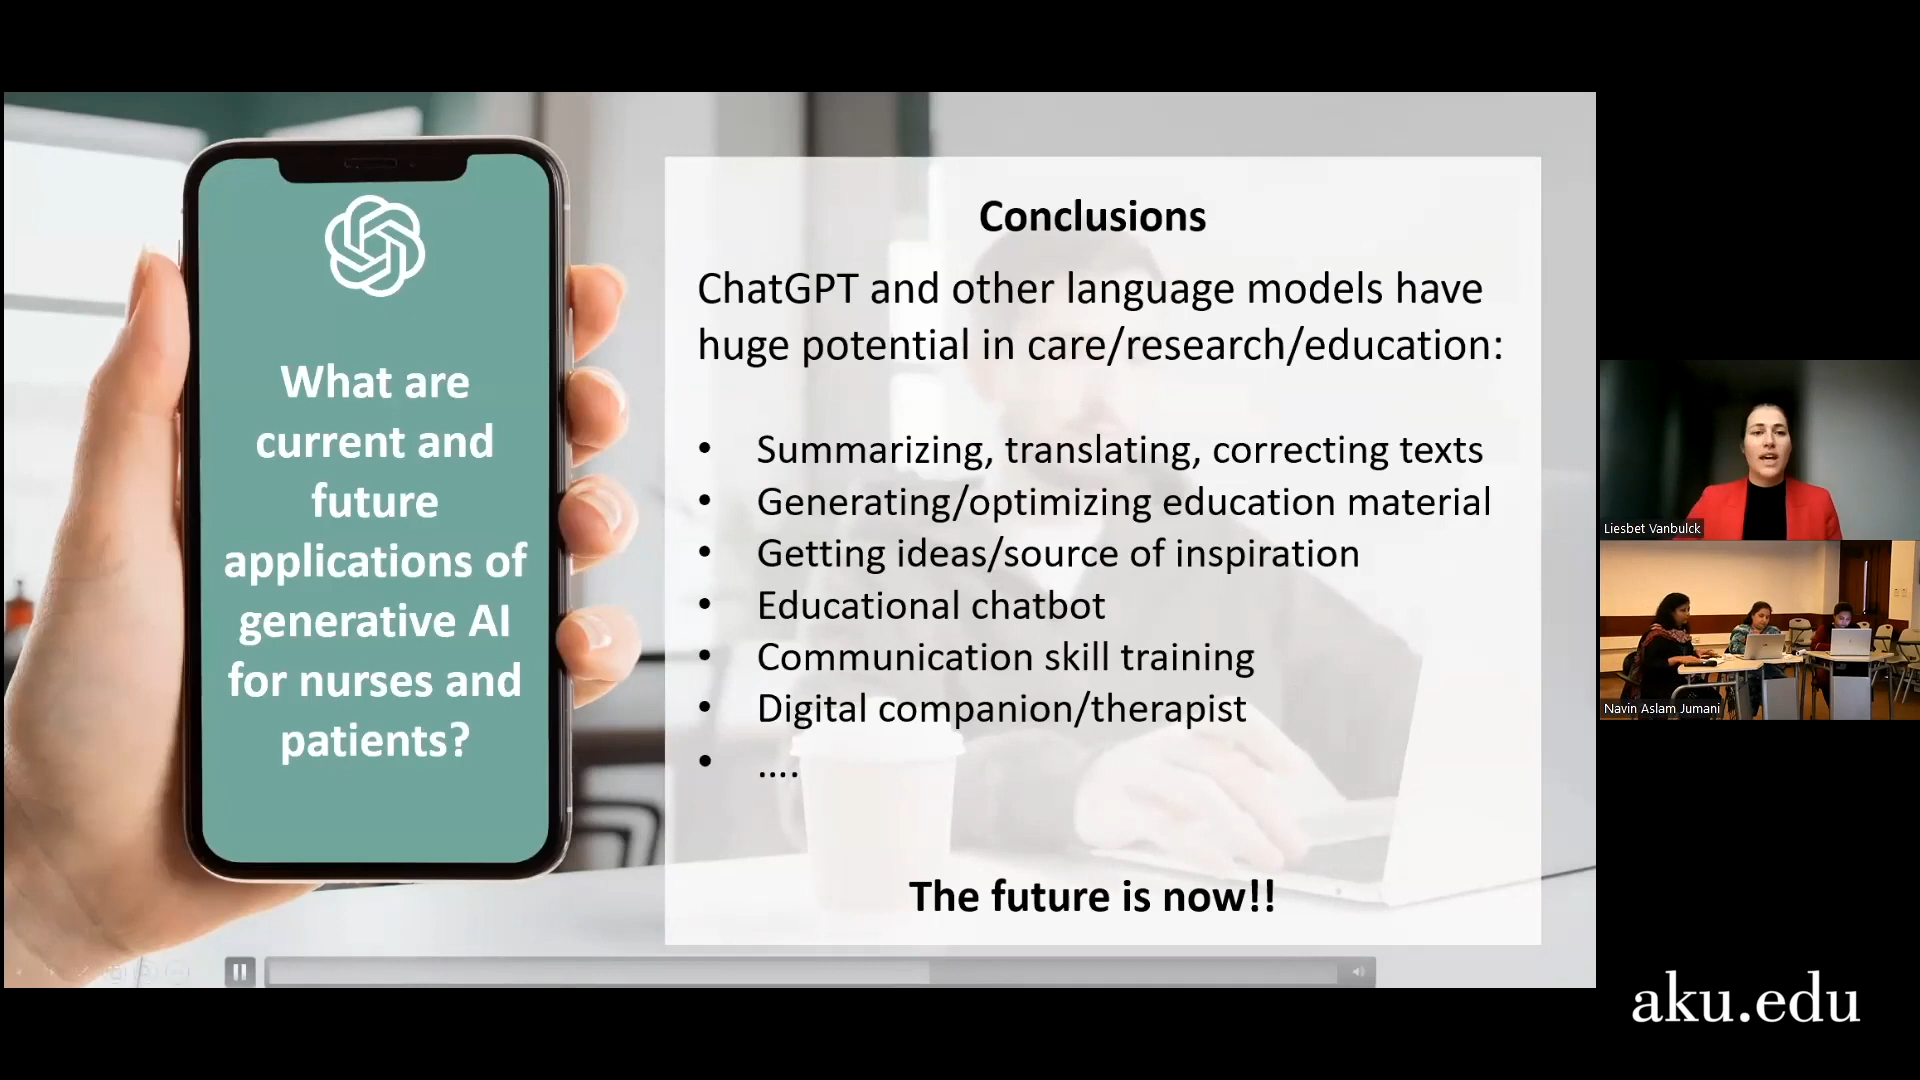 What are
current and
future
applications of
generative AI
for nurses and
patients?
Conclusions
ChatGPT and other language models have
huge potential in care/research/education:
• Summarizing, translating, correcting texts
• Generating/optimizing education material
• Getting ideas/source of inspiration
• Educational chatbot
• Communication skill training
• Digital companion/therapist
• ....
The future is now!!
Liesbet Vanbulck
Navin Aslam Jumani
aku.edu